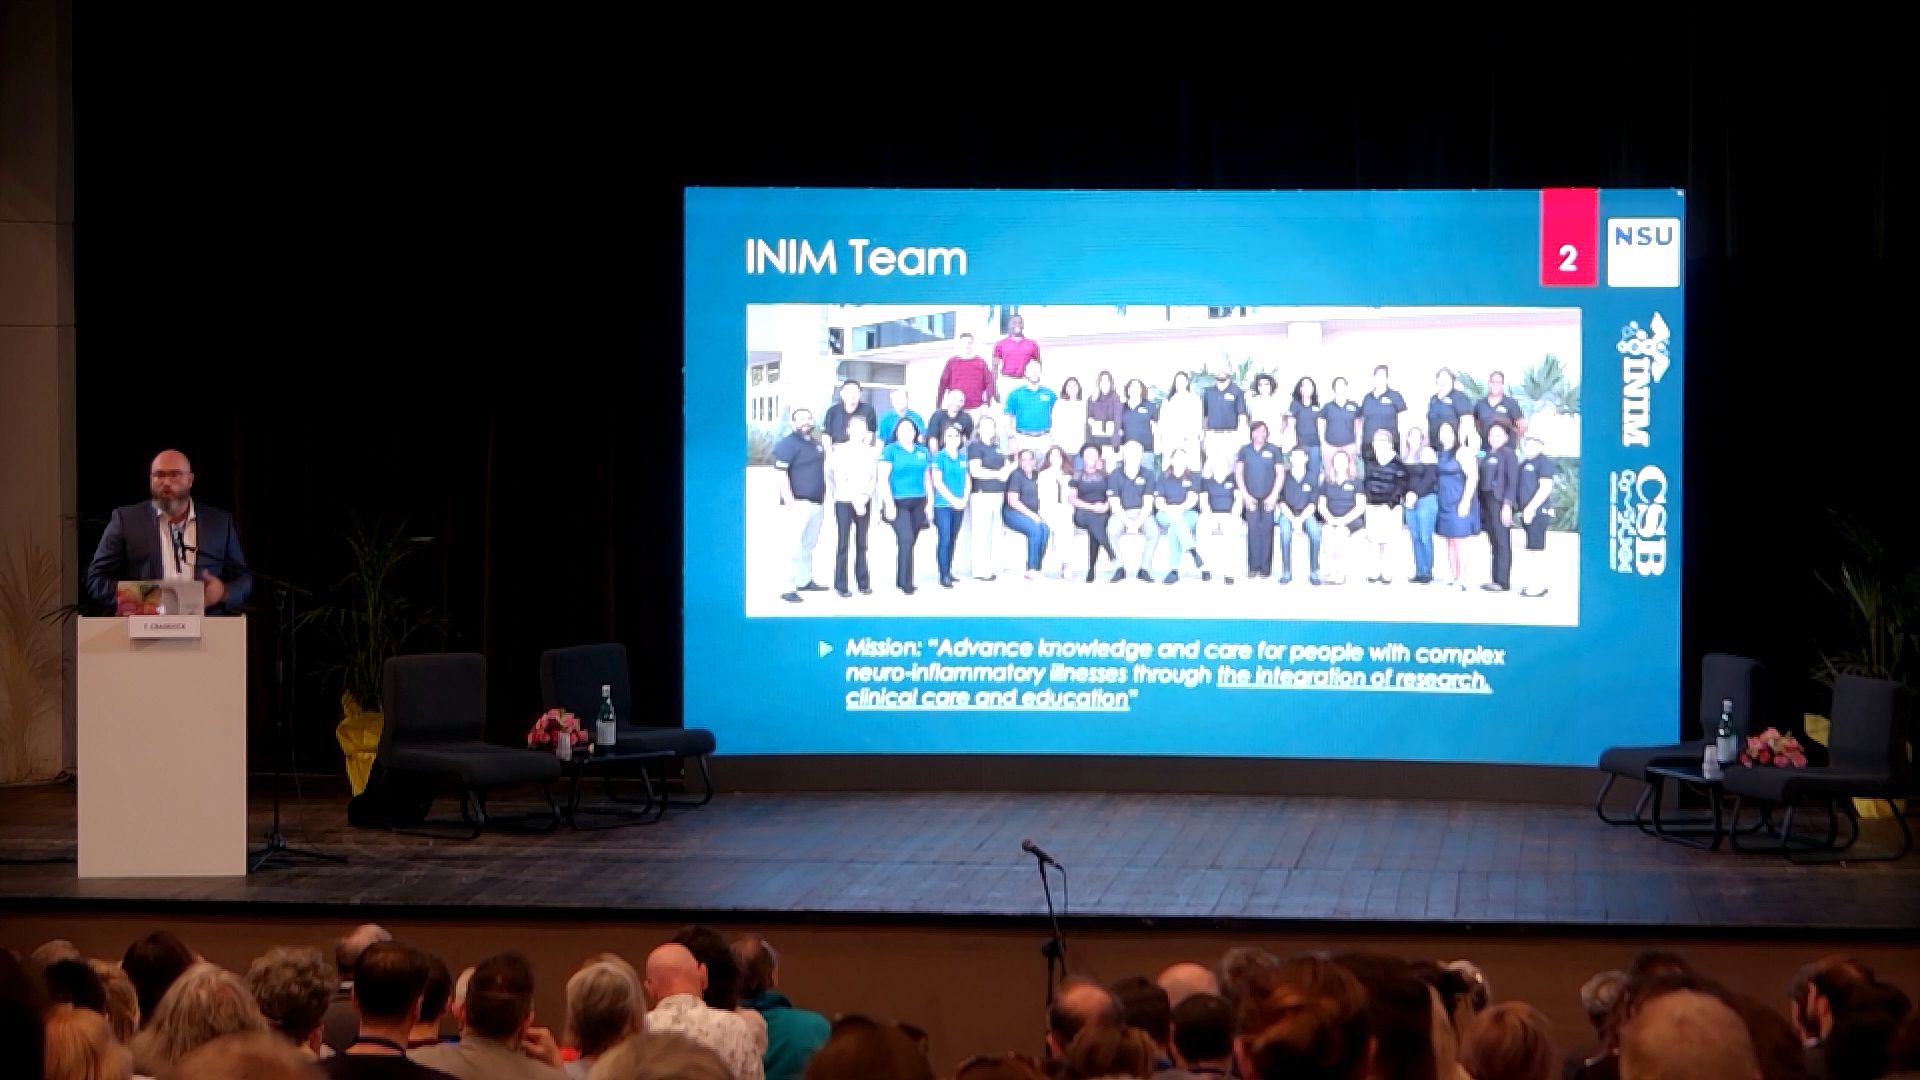 INIM Team
2
NSU
INIM
CSB
Mission: "Advance knowledge and care for people with complex
neuro-inflammatory illnesses through the integration of research,
clinical care and education"
T. CRADDOCK